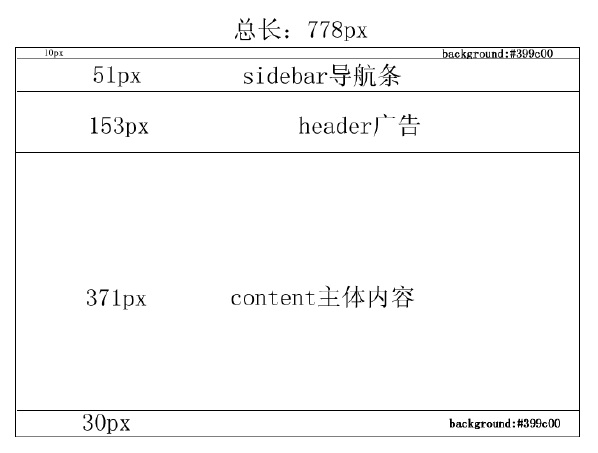 总长：778px
10px background:#399c00
51px sidebar导航条
153px header广告
371px content主体内容
30px background:#399c00